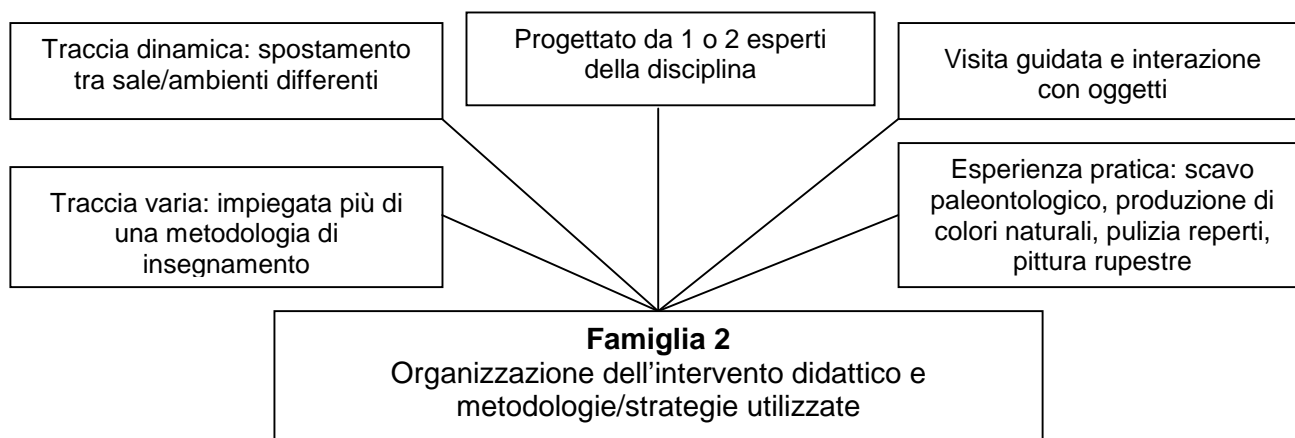 Traccia dinamica: spostamento
tra sale/ambienti differenti
Progettato da 1 o 2 esperti
della disciplina
Visita guidata e interazione
con oggetti
Traccia varia: impiegata più di
una metodologia di
insegnamento
Esperienza pratica: scavo
paleontologico, produzione di
colori naturali, pulizia reperti,
pittura rupestre
Famiglia 2
Organizzazione dell’intervento didattico e
metodologie/strategie utilizzate